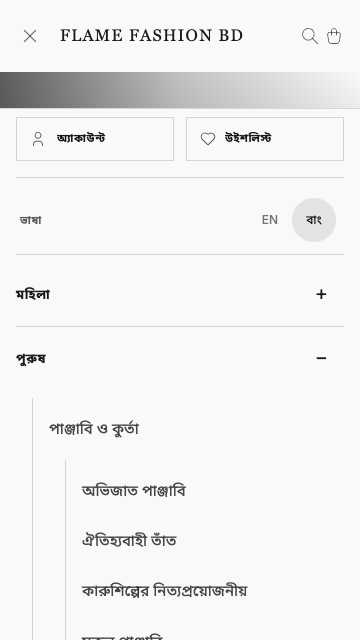 FLAME FASHION BD
অ্যাকাউন্ট
উইশলিস্ট
ভাষা
EN
বাং
মহিলা
+
পুরুষ
−
পাঞ্জাবি ও কুর্তা
অভিজাত পাঞ্জাবি
ঐতিহ্যবাহী তাঁত
কারুশিল্পের নিত্যপ্রয়োজনীয়